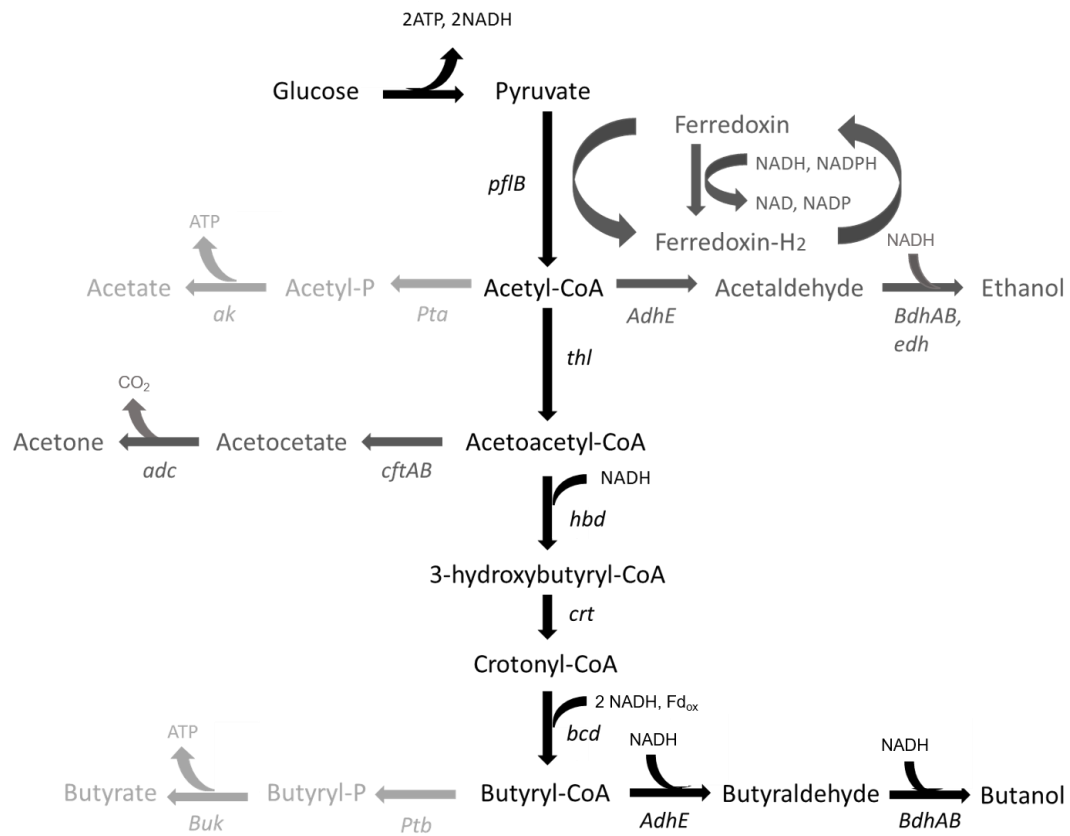 2ATP, 2NADH
Glucose
Pyruvate
Ferredoxin
pflB
NADH, NADPH
NAD, NADP
ATP
Ferredoxin-H₂
NADH
Acetate
Acetyl-P
Acetyl-CoA
Acetaldehyde
Ethanol
ak
Pta
AdhE
BdhAB,
edh
thl
CO₂
Acetone
Acetocetate
Acetoacetyl-CoA
adc
cftAB
NADH
hbd
3-hydroxybutyryl-CoA
crt
Crotonyl-CoA
2 NADH, Fdₒₓ
bcd
ATP
NADH
NADH
Butyrate
Butyryl-P
Butyryl-CoA
Butyraldehyde
Butanol
Buk
Ptb
AdhE
BdhAB